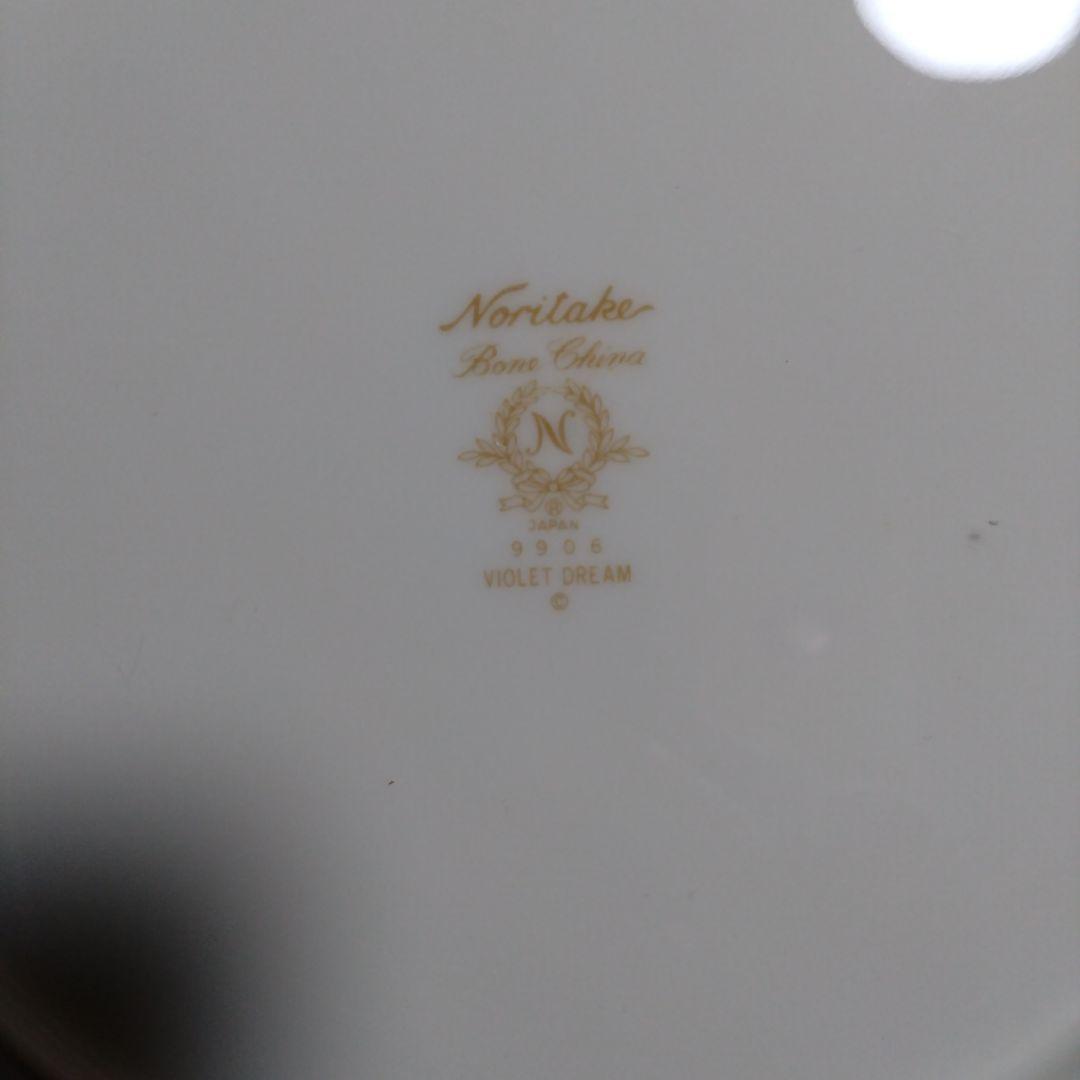 Noritake
Bone China
N
®
JAPAN
9906
VIOLET DREAM
©